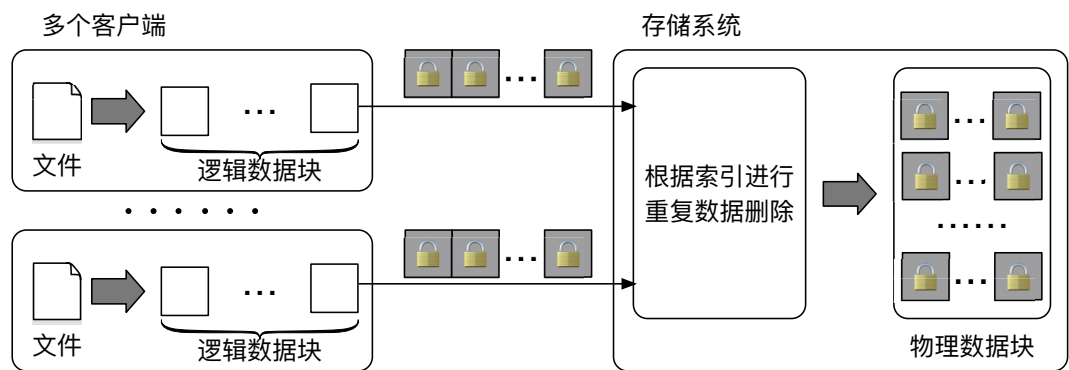 多个客户端
存储系统
文件
逻辑数据块
根据索引进行
重复数据删除
文件
逻辑数据块
物理数据块